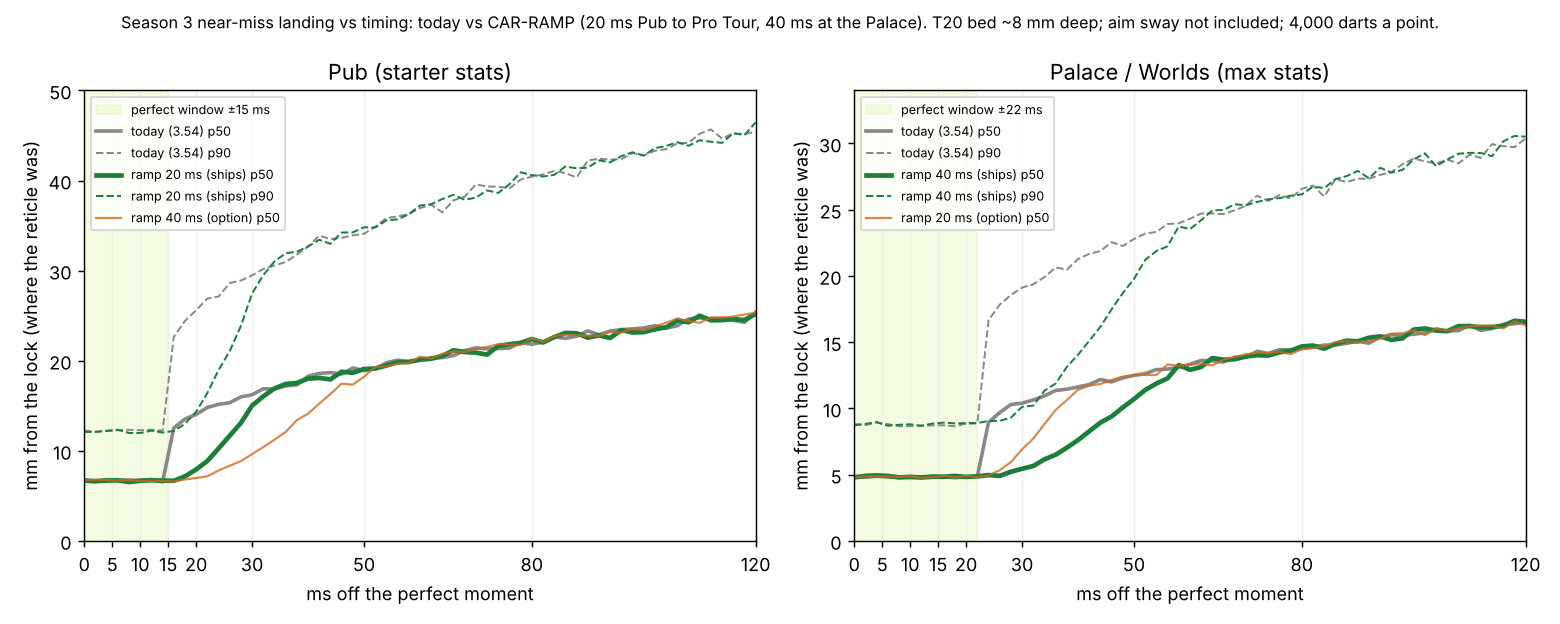 Season 3 near-miss landing vs timing: today vs CAR-RAMP (20 ms Pub to Pro Tour, 40 ms at the Palace). T20 bed ~8 mm deep; aim sway not included; 4,000 darts a point.
Pub (starter stats)
mm from the lock (where the reticle was)
50
40
30
20
10
0
perfect window ±15 ms
today (3.54) p50
today (3.54) p90
ramp 20 ms (ships) p50
ramp 20 ms (ships) p90
ramp 40 ms (option) p50
0 5 10 15 20 30 50 80 120
ms off the perfect moment
Palace / Worlds (max stats)
mm from the lock (where the reticle was)
30
25
20
15
10
5
0
perfect window ±22 ms
today (3.54) p50
today (3.54) p90
ramp 40 ms (ships) p50
ramp 40 ms (ships) p90
ramp 20 ms (option) p50
0 5 10 15 20 30 50 80 120
ms off the perfect moment